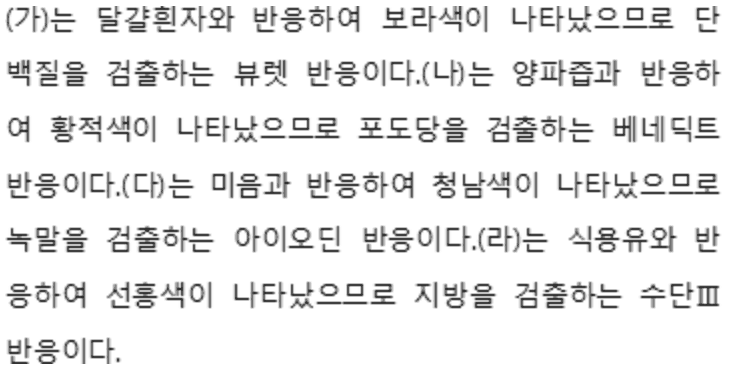 (가)는 달걀흰자와 반응하여 보라색이 나타났으므로 단
백질을 검출하는 뷰렛 반응이다.(나)는 양파즙과 반응하
여 황적색이 나타났으므로 포도당을 검출하는 베네딕트
반응이다.(다)는 미음과 반응하여 청남색이 나타났으므로
녹말을 검출하는 아이오딘 반응이다.(라)는 식용유와 반
응하여 선홍색이 나타났으므로 지방을 검출하는 수단Ⅲ
반응이다.